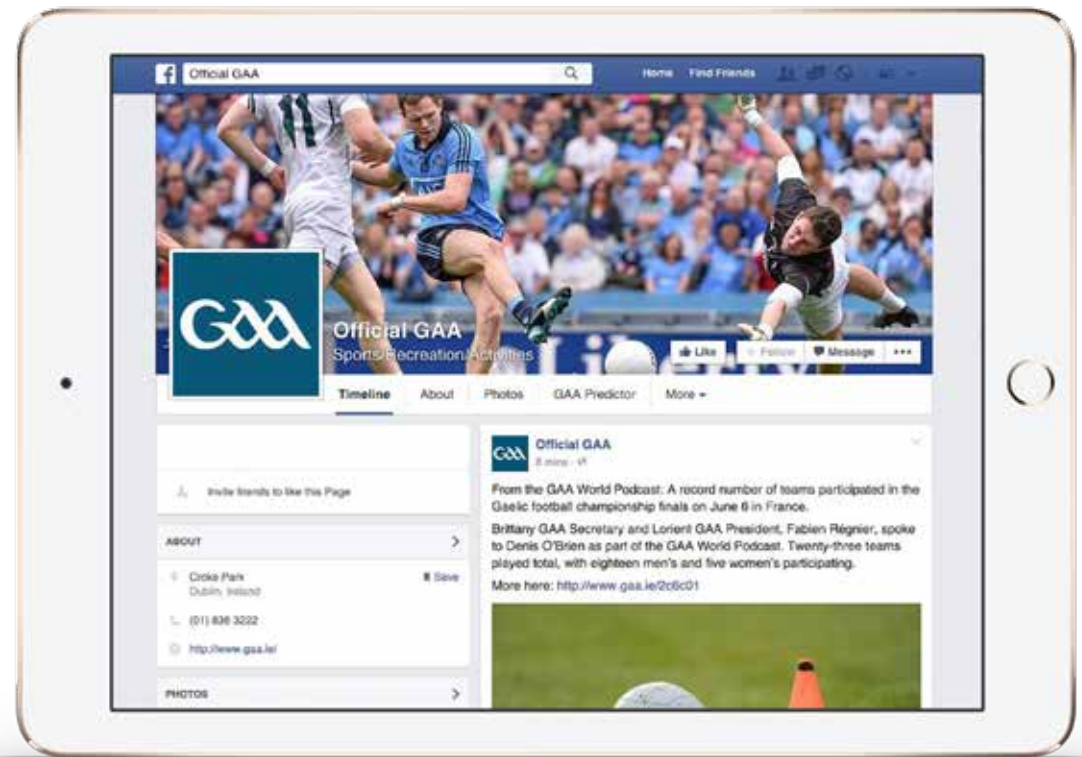 Official GAA
Home Find Friends
11
AIG
GAA
Official GAA
Sports/Recreation/Activities
Like Follow Message
Timeline About Photos GAA Predictor More
GAA Official GAA
8 mins
From the GAA World Podcast: A record number of teams participated in the
Gaelic football championship finals on June 6 in France.
Brittany GAA Secretary and Lorient GAA President, Fabien Régnier, spoke
to Denis O'Brien as part of the GAA World Podcast. Twenty-three teams
played total, with eighteen men's and five women's participating.
More here: http://www.gaa.ie/2c6c01
Invite friends to like this Page
ABOUT
Croke Park Save
Dublin, Ireland
(01) 836 3222
http://www.gaa.ie/
PHOTOS